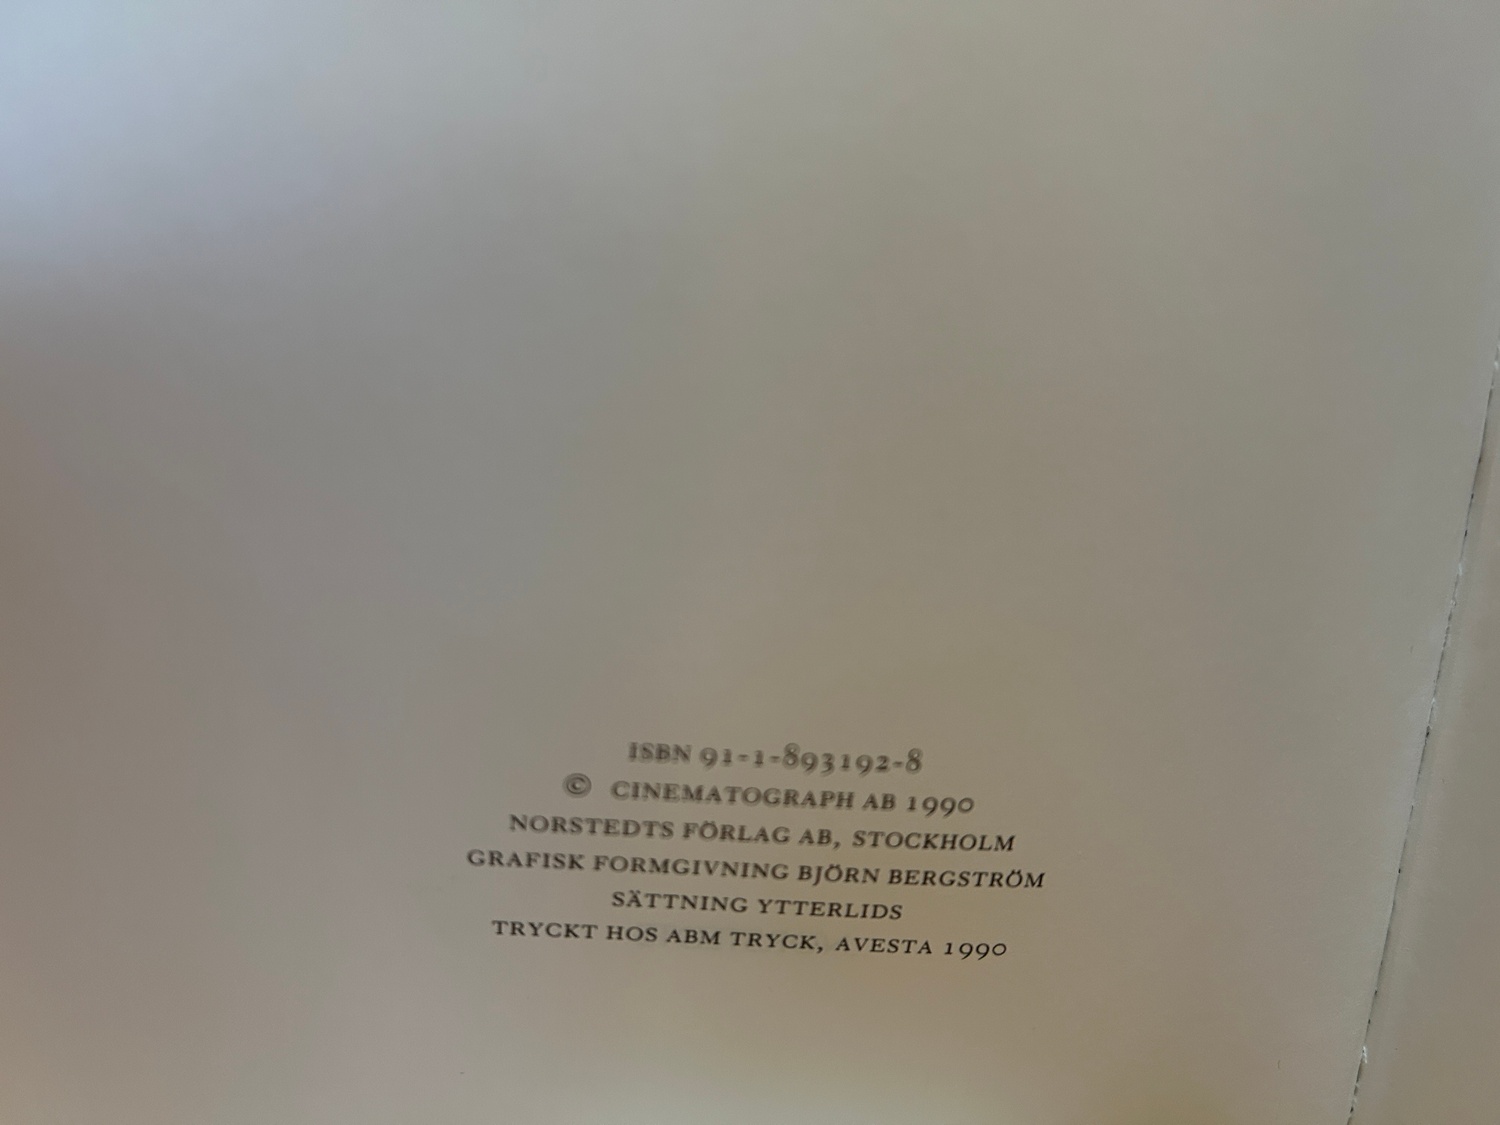 ISBN 91-1-893192-8
© CINEMATOGRAPH AB 1990
NORSTEDTS FÖRLAG AB, STOCKHOLM
GRAFISK FORMGIVNING BJÖRN BERGSTRÖM
SÄTTNING YTTERLIDS
TRYCKT HOS ABM TRYCK, AVESTA 1990